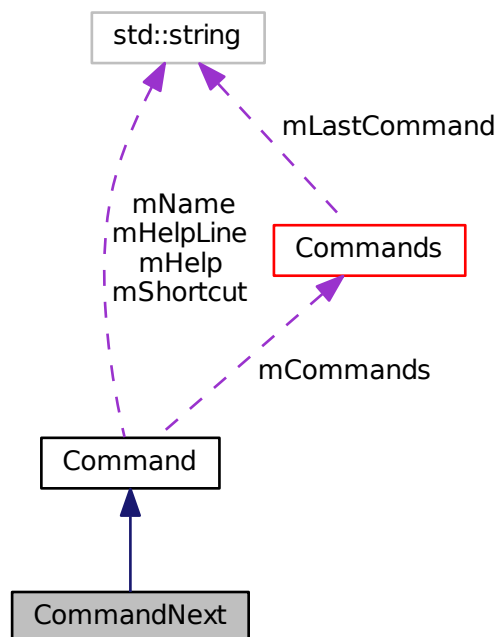 std::string
mLastCommand
mName
mHelpLine
mHelp
mShortcut
Commands
mCommands
Command
CommandNext